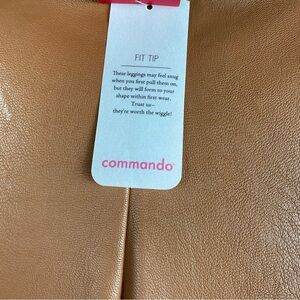 FIT TIP
These leggings may feel snug
when you first pull them on,
but they will form to your
shape within first wear.
Trust us—
they're worth the wiggle!
commando